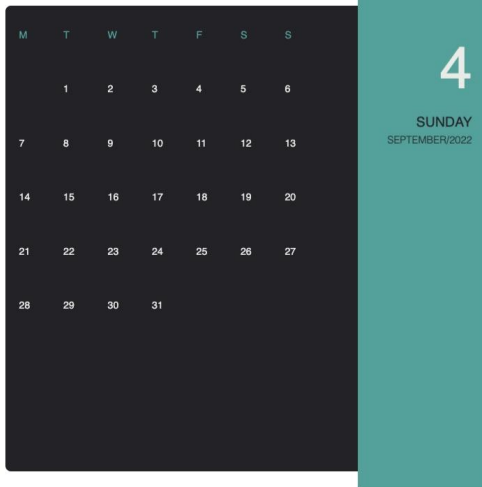 M T W T F S S
1 2 3 4 5 6
7 8 9 10 11 12 13
14 15 16 17 18 19 20
21 22 23 24 25 26 27
28 29 30 31
4
SUNDAY
SEPTEMBER/2022